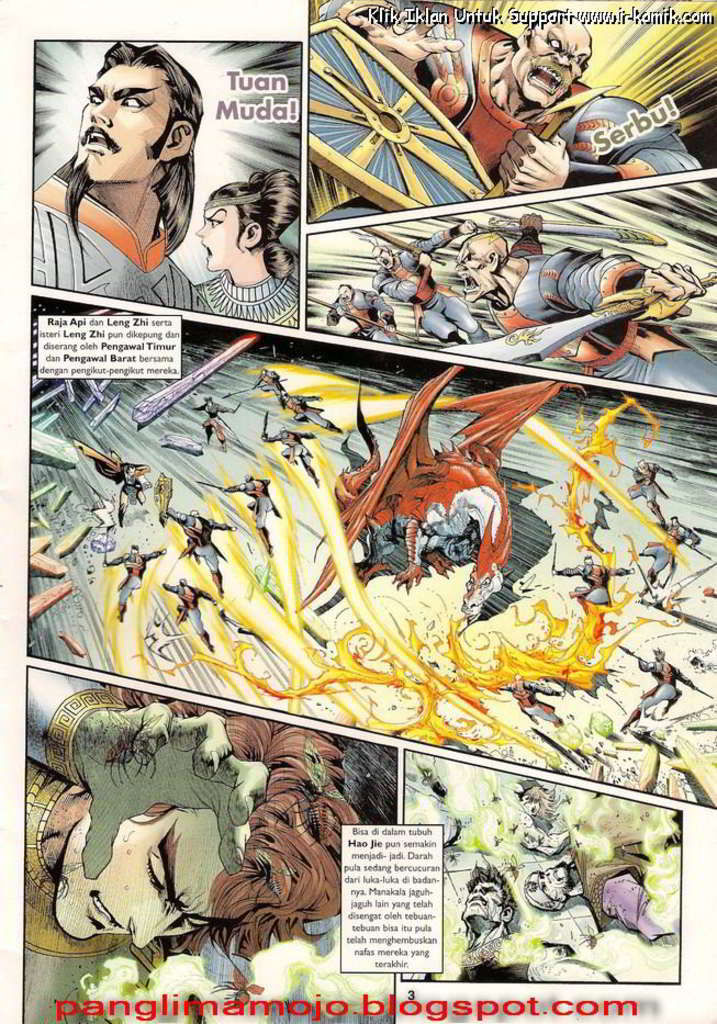 Klik Iklan Untuk Support www.i-komik.com
Tuan
Muda!
Serbu!
Raja Api dan Leng Zhi serta
isteri Leng Zhi pun dikepung dan
diserang oleh Pengawal Timur
dan Pengawal Barat bersama
dengan pengikut-pengikut mereka.
Bisa di dalam tubuh
Hao Jie pun semakin
menjadi- jadi. Darah
pula sedang bercucuran
dari luka-luka di badan-
nya. Manakala jaguh-
jaguh lain yang telah
disengat oleh tebuan-
tebuan bisa itu pula
telah menghembuskan
nafas mereka yang
terakhir.
3
panglimamojo.blogspot.com